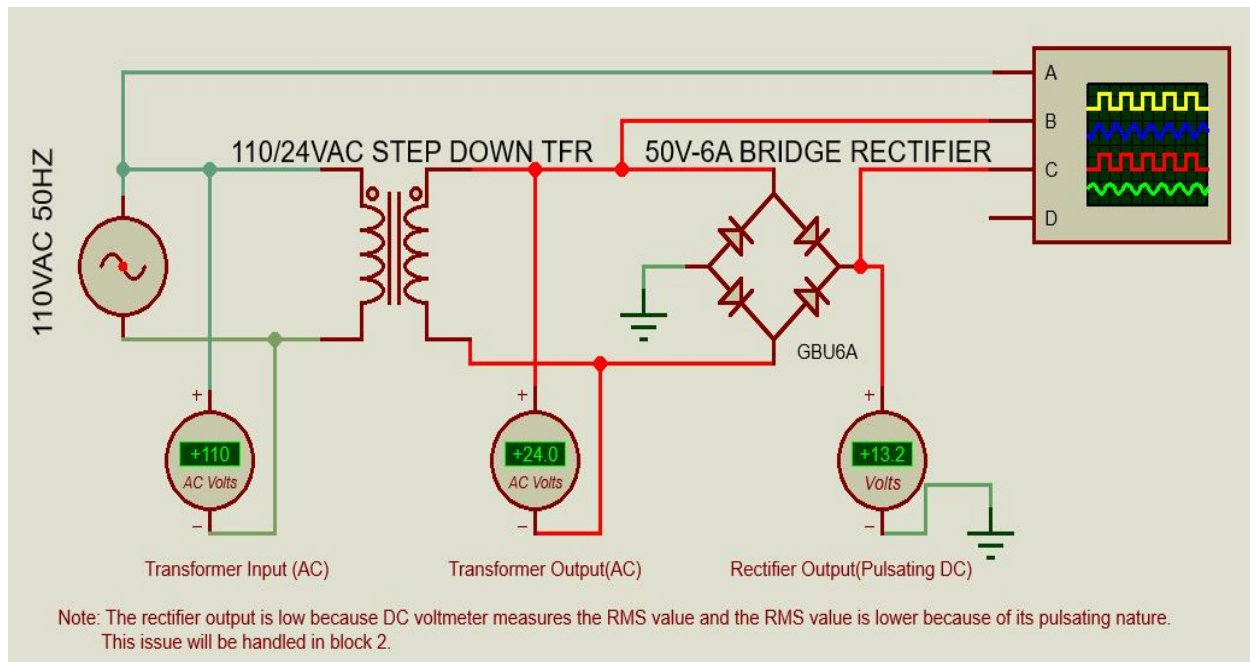 A
B
110/24VAC STEP DOWN TFR
50V-6A BRIDGE RECTIFIER
C
D
110VAC 50HZ
GBU6A
+
+
+
+110
AC Volts
+24.0
AC Volts
+13.2
Volts
−
−
−
Transformer Input (AC)
Transformer Output(AC)
Rectifier Output(Pulsating DC)
Note: The rectifier output is low because DC voltmeter measures the RMS value and the RMS value is lower because of its pulsating nature.
This issue will be handled in block 2.